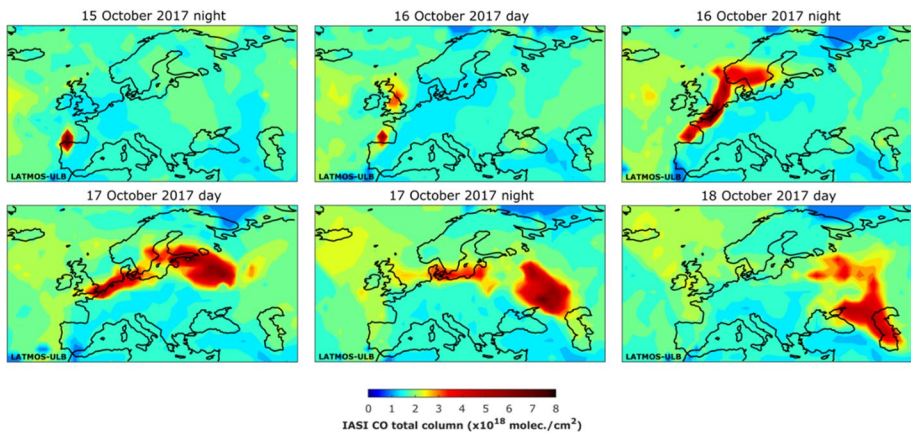 15 October 2017 night
16 October 2017 day
16 October 2017 night
LATMOS-ULB
LATMOS-ULB
LATMOS-ULB
17 October 2017 day
17 October 2017 night
18 October 2017 day
LATMOS-ULB
LATMOS-ULB
LATMOS-ULB
0 1 2 3 4 5 6 7 8
IASI CO total column (x10¹⁸ molec./cm²)